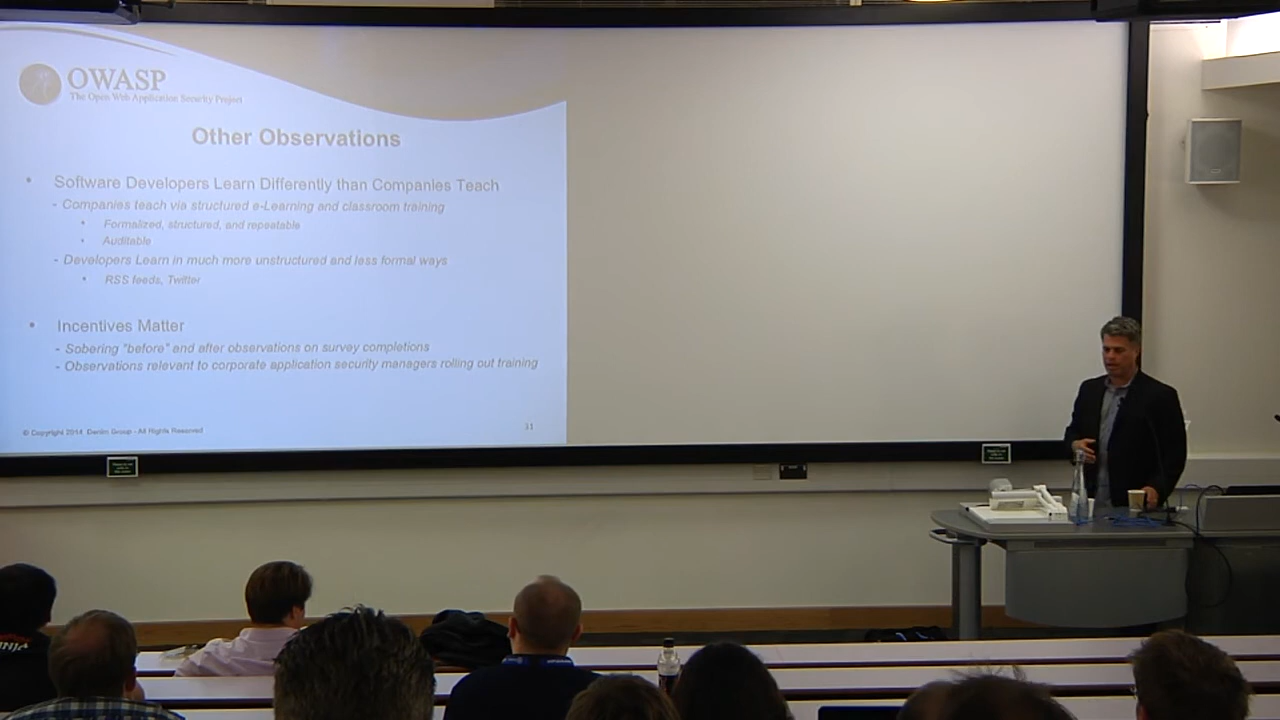 OWASP
The Open Web Application Security Project
Other Observations
• Software Developers Learn Differently than Companies Teach
- Companies teach via structured e-Learning and classroom training
• Formalized, structured, and repeatable
• Auditable
- Developers Learn in much more unstructured and less formal ways
• RSS feeds, Twitter
• Incentives Matter
- Sobering "before" and after observations on survey completions
- Observations relevant to corporate application security managers rolling out training
© Copyright 2014 Denim Group - All Rights Reserved
31